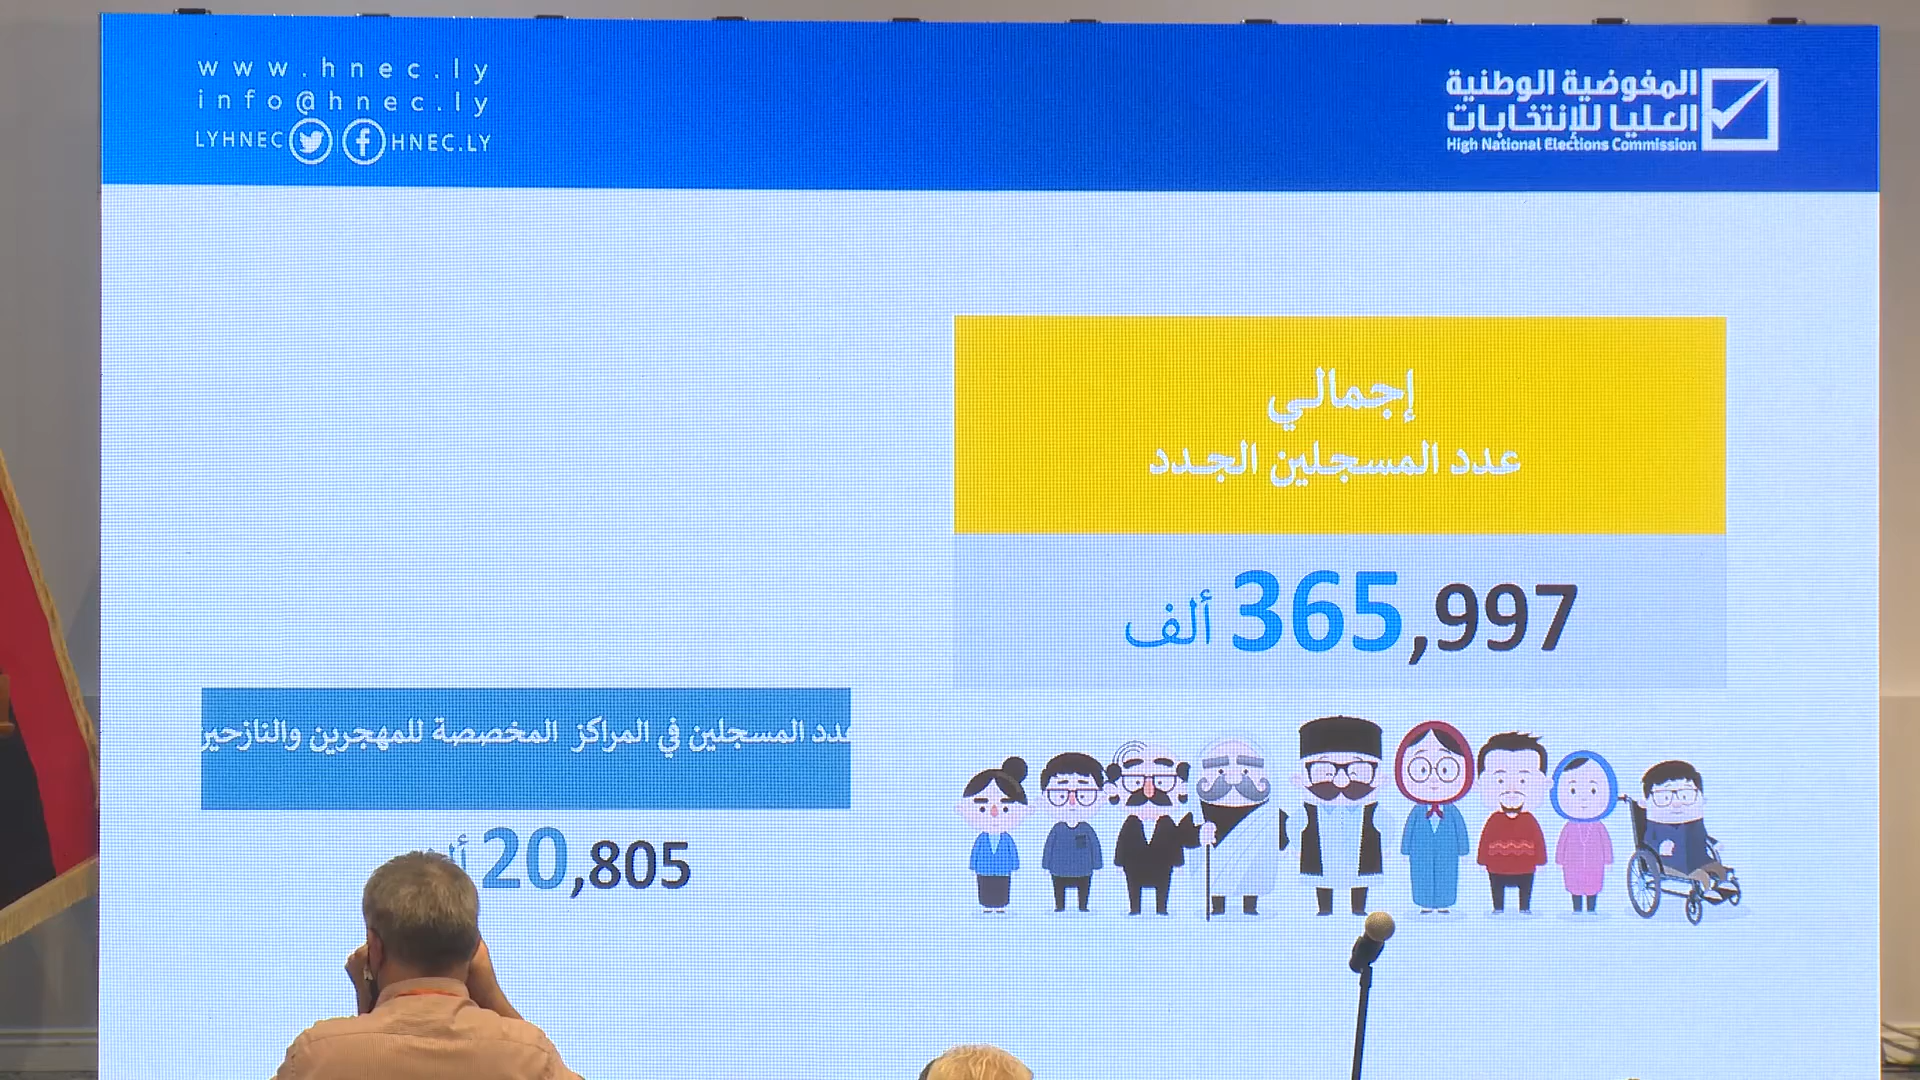 www.hnec.ly
info@hnec.ly
LYHNEC HNEC.LY
المفوضية الوطنية
العليا للإنتخابات
High National Elections Commission
إجمالي
عدد المسجلين الجدد
365,997 ألف
عدد المسجلين في المراكز المخصصة للمهجرين والنازحين
20,805